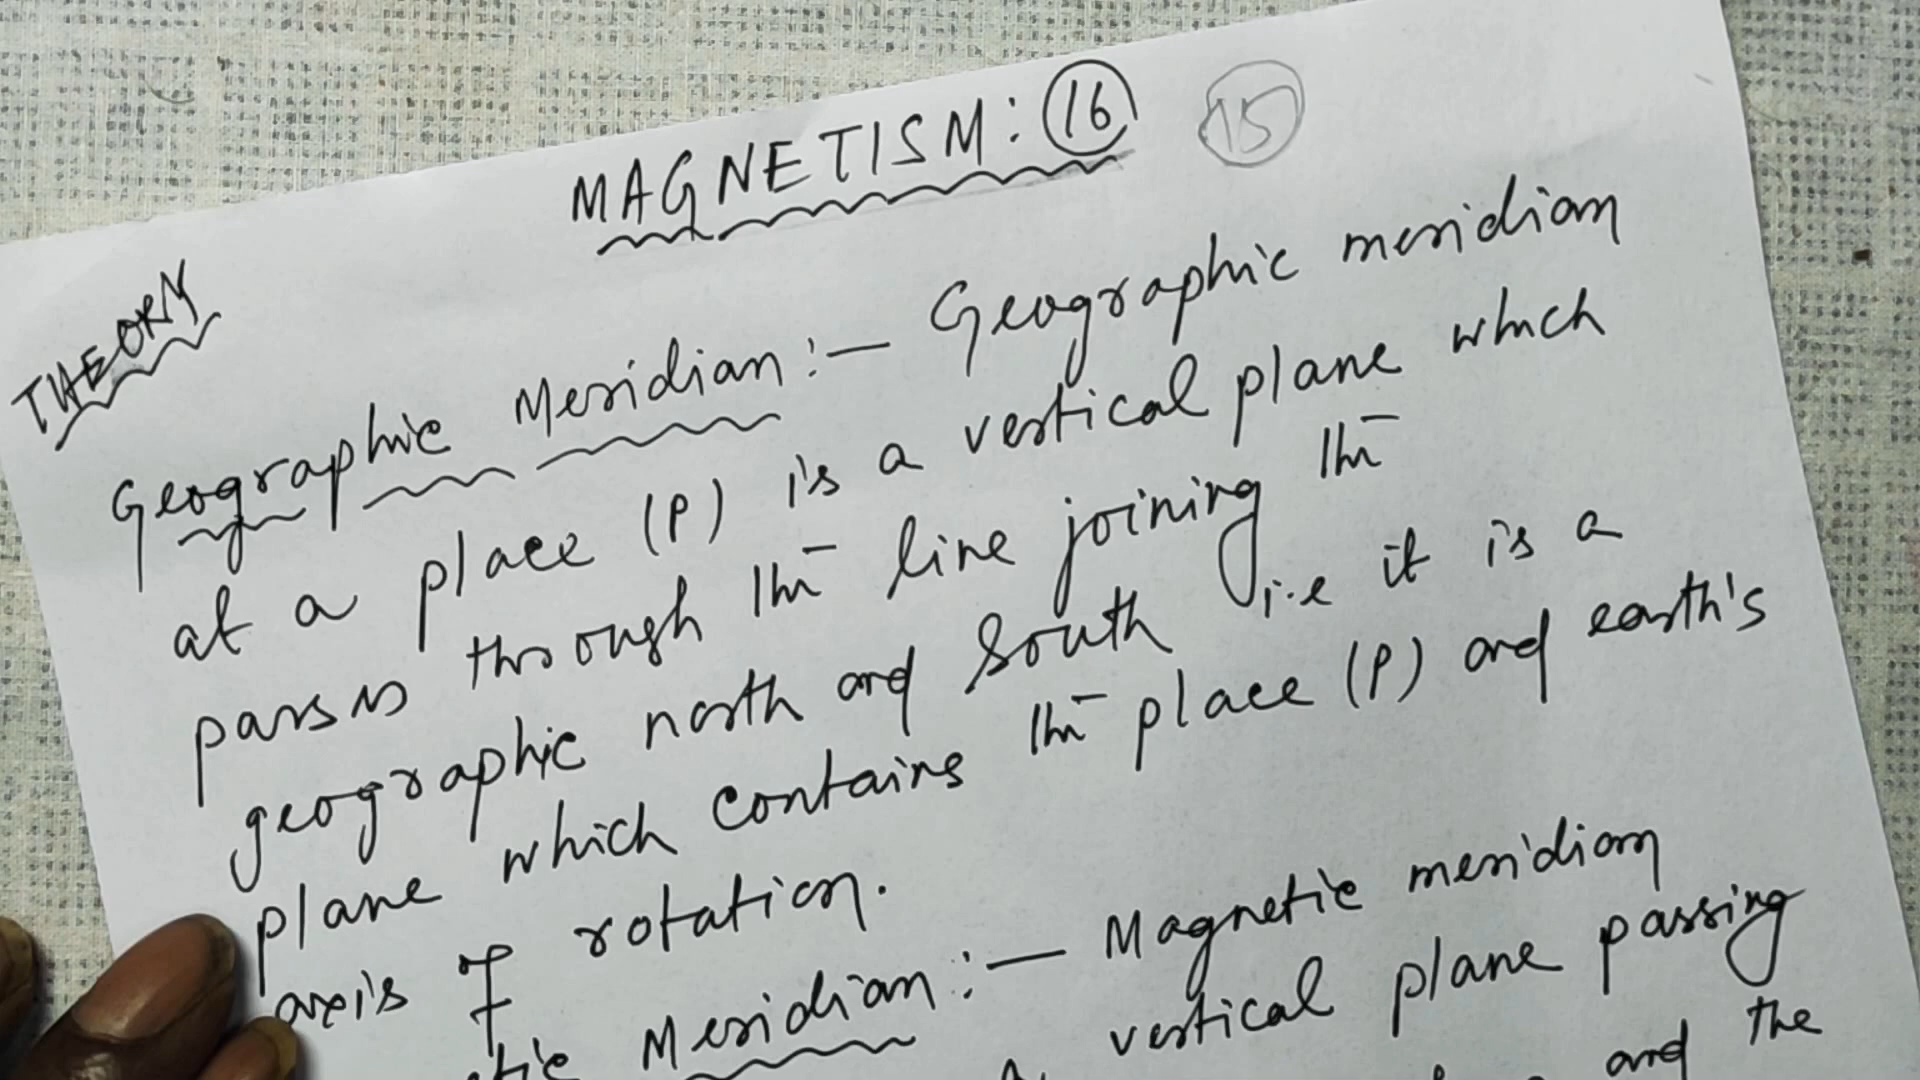 MAGNETISM: 16 15
THEORY
Geographic Meridian:— Geographic meridian
at a place (P) is a vertical plane which
passes through the line joining the
geographic north and south i.e it is a
plane which contains the place (P) and earth's
axis of rotation.
Meridian:— Magnetic meridian
vertical plane passing
and the